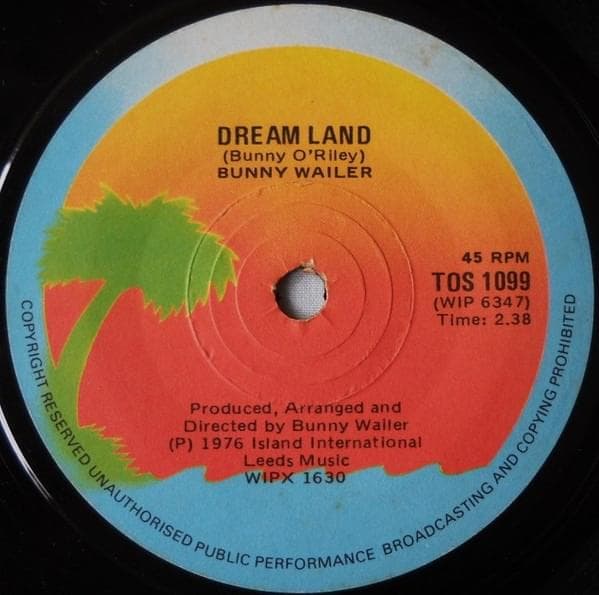 DREAM LAND
(Bunny O'Riley)
BUNNY WAILER
45 RPM
TOS 1099
(WIP 6347)
Time: 2.38
Produced, Arranged and
Directed by Bunny Wailer
(P) 1976 Island International
Leeds Music
WIPX 1630
COPYRIGHT RESERVED UNAUTHORISED PUBLIC PERFORMANCE BROADCASTING AND COPYING PROHIBITED